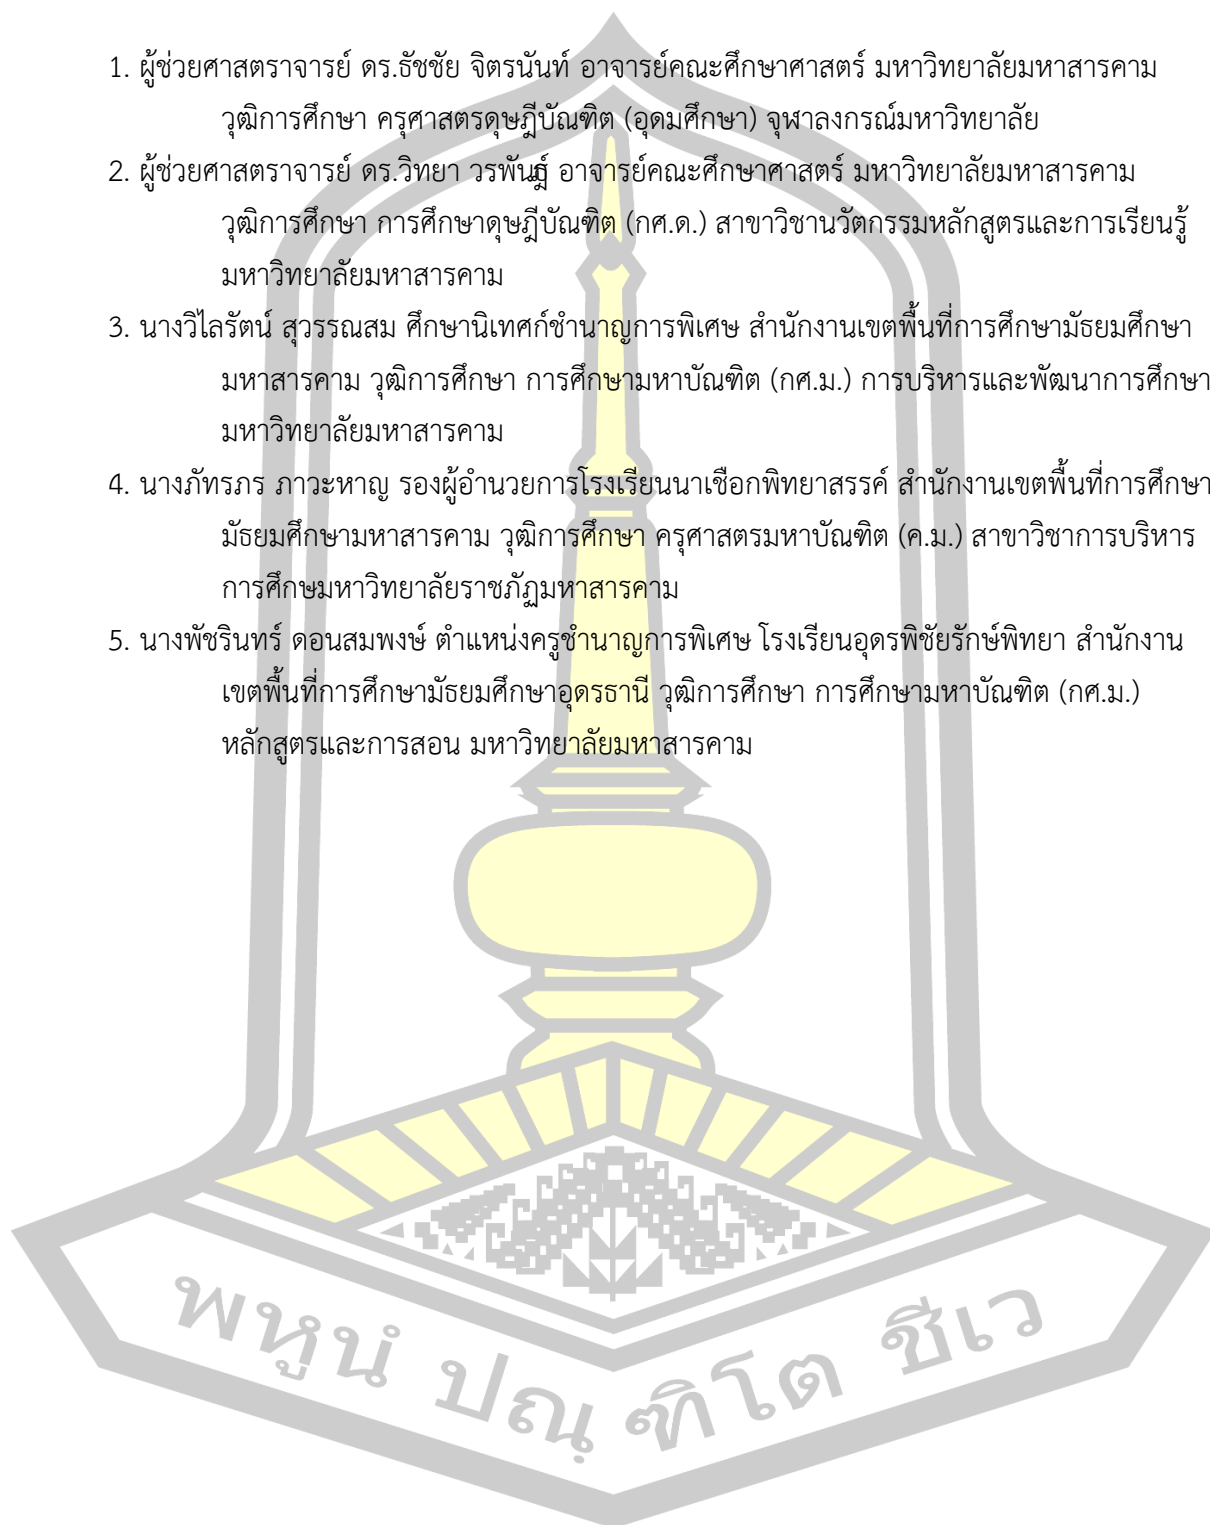 1. ผู้ช่วยศาสตราจารย์ ดร.ธัชชัย จิตรนันท์ อาจารย์คณะศึกษาศาสตร์ มหาวิทยาลัยมหาสารคาม
วุฒิการศึกษา ครุศาสตรดุษฎีบัณฑิต (อุดมศึกษา) จุฬาลงกรณ์มหาวิทยาลัย
2. ผู้ช่วยศาสตราจารย์ ดร.วิทยา วรพันธุ์ อาจารย์คณะศึกษาศาสตร์ มหาวิทยาลัยมหาสารคาม
วุฒิการศึกษา การศึกษาดุษฎีบัณฑิต (กศ.ด.) สาขาวิชานวัตกรรมหลักสูตรและการเรียนรู้
มหาวิทยาลัยมหาสารคาม
3. นางวิไลรัตน์ สุวรรณสม ศึกษานิเทศก์ชำนาญการพิเศษ สำนักงานเขตพื้นที่การศึกษามัธยมศึกษา
มหาสารคาม วุฒิการศึกษา การศึกษามหาบัณฑิต (กศ.ม.) การบริหารและพัฒนาการศึกษา
มหาวิทยาลัยมหาสารคาม
4. นางภัทรภร ภาวะหาญ รองผู้อำนวยการโรงเรียนนาเชือกพิทยาสรรค์ สำนักงานเขตพื้นที่การศึกษา
มัธยมศึกษามหาสารคาม วุฒิการศึกษา ครุศาสตรมหาบัณฑิต (ค.ม.) สาขาวิชาการบริหาร
การศึกษมหาวิทยาลัยราชภัฏมหาสารคาม
5. นางพัชรินทร์ ดอนสมพงษ์ ตำแหน่งครูชำนาญการพิเศษ โรงเรียนอุดรพิชัยรักษ์พิทยา สำนักงาน
เขตพื้นที่การศึกษามัธยมศึกษาอุดรธานี วุฒิการศึกษา การศึกษามหาบัณฑิต (กศ.ม.)
หลักสูตรและการสอน มหาวิทยาลัยมหาสารคาม
พหูนํ ปณฺ ฑิโต ชีเว